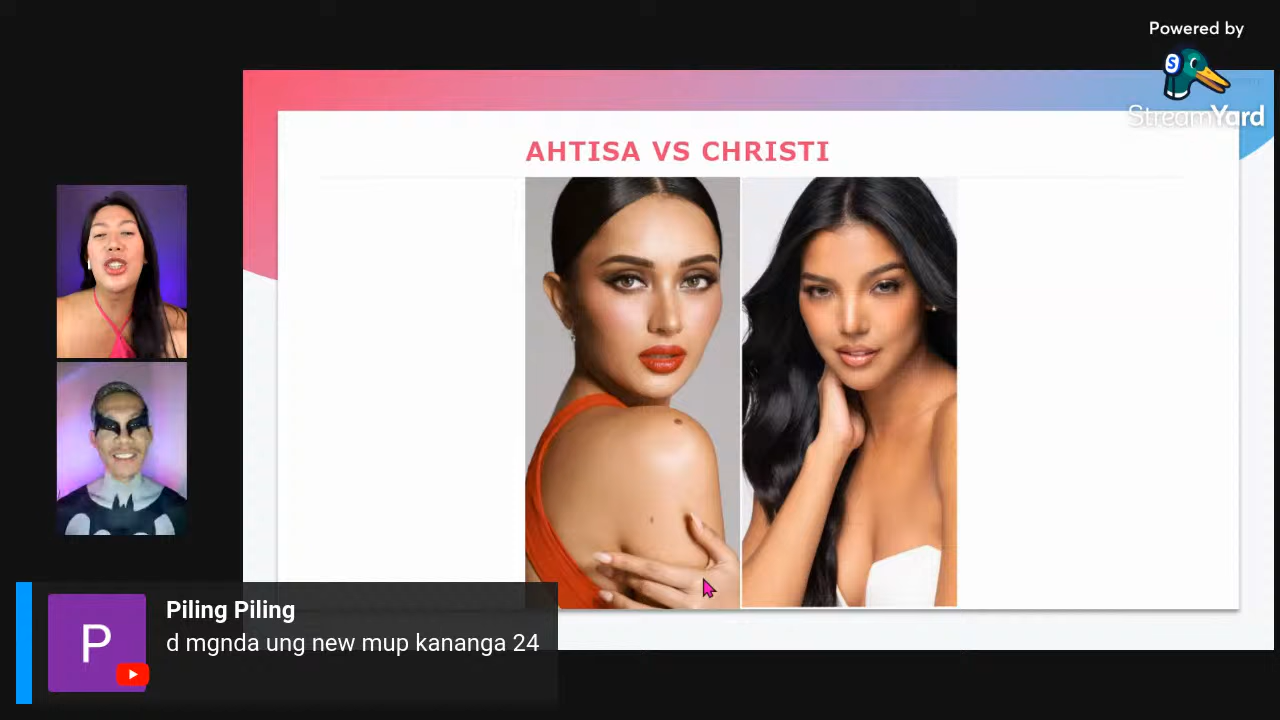 Powered by
S
StreamYard
AHTISA VS CHRISTI
P
Piling Piling
d mgnda ung new mup kananga 24